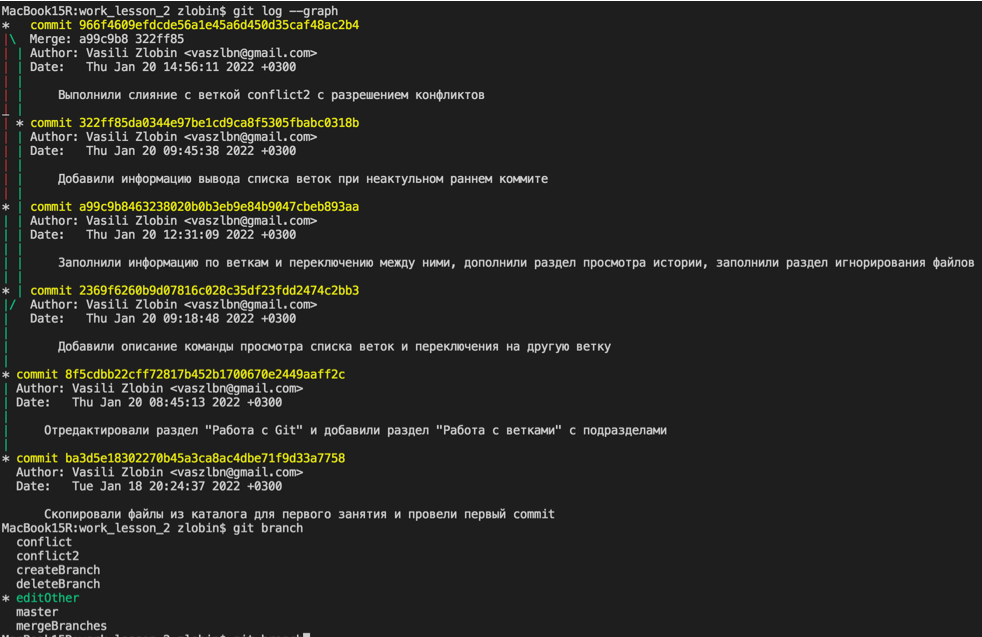 MacBook15R:work_lesson_2 zlobin$ git log --graph
*   commit 966f4609efdcde56a1e45a6d450d35caf48ac2b4
|\  Merge: a99c9b8 322ff85
| | Author: Vasili Zlobin <vaszlbn@gmail.com>
| | Date:   Thu Jan 20 14:56:11 2022 +0300
| |
| |     Выполнили слияние с веткой conflict2 с разрешением конфликтов
| |
| * commit 322ff85da0344e97be1cd9ca8f5305fbabc0318b
| | Author: Vasili Zlobin <vaszlbn@gmail.com>
| | Date:   Thu Jan 20 09:45:38 2022 +0300
| |
| |     Добавили информацию вывода списка веток при неактульном раннем коммите
| |
* | commit a99c9b8463238020b0b3eb9e84b9047cbeb893aa
| | Author: Vasili Zlobin <vaszlbn@gmail.com>
| | Date:   Thu Jan 20 12:31:09 2022 +0300
| |
| |     Заполнили информацию по веткам и переключению между ними, дополнили раздел просмотра истории, заполнили раздел игнорирования файлов
| |
* | commit 2369f6260b9d07816c028c35df23fdd2474c2bb3
|/  Author: Vasili Zlobin <vaszlbn@gmail.com>
|   Date:   Thu Jan 20 09:18:48 2022 +0300
|
|       Добавили описание команды просмотра списка веток и переключения на другую ветку
|
* commit 8f5cdbb22cff72817b452b1700670e2449aaff2c
| Author: Vasili Zlobin <vaszlbn@gmail.com>
| Date:   Thu Jan 20 08:45:13 2022 +0300
|
|     Отредактировали раздел "Работа с Git" и добавили раздел "Работа с ветками" с подразделами
|
* commit ba3d5e18302270b45a3ca8ac4dbe71f9d33a7758
  Author: Vasili Zlobin <vaszlbn@gmail.com>
  Date:   Tue Jan 18 20:24:37 2022 +0300

      Скопировали файлы из каталога для первого занятия и провели первый commit
MacBook15R:work_lesson_2 zlobin$ git branch
  conflict
  conflict2
  createBranch
  deleteBranch
* editOther
  master
  mergeBranches
MacBook15R:work_lesson_2 zlobin$ git branch